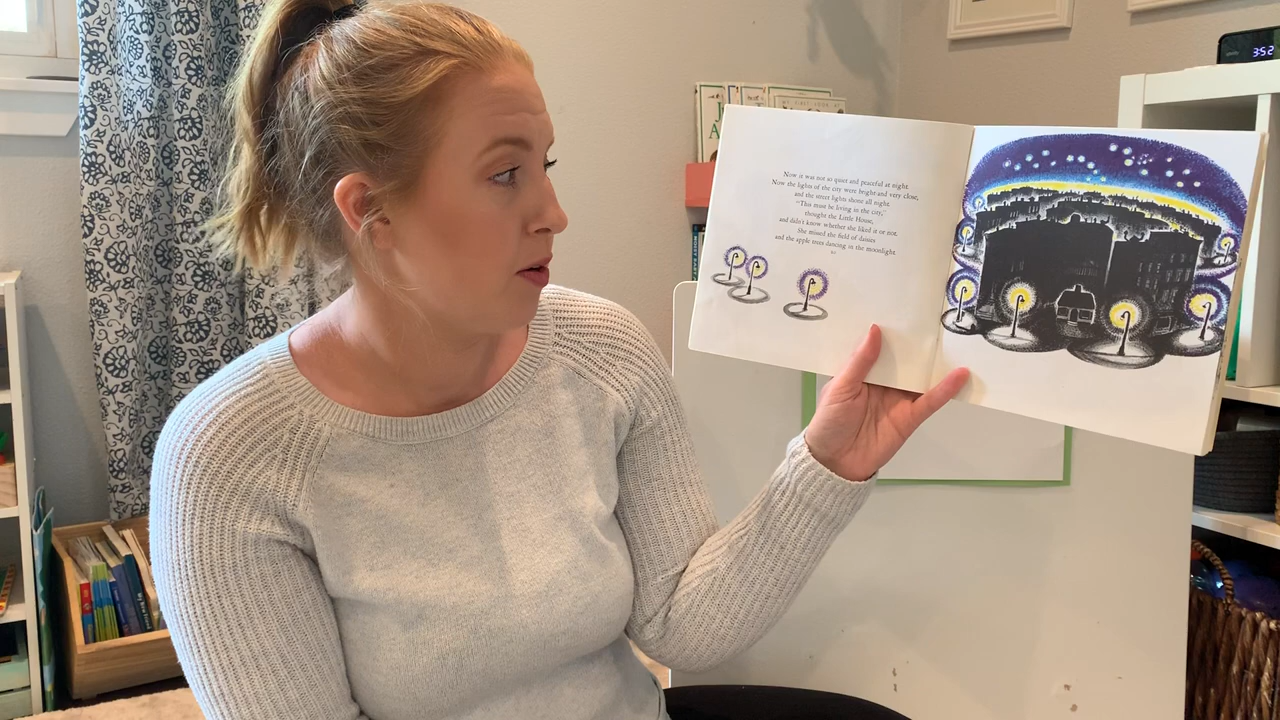 3:52
Now it was not so quiet and peaceful at night.
Now the lights of the city were bright and very close,
and the street lights shone all night.
"This must be living in the city,"
thought the Little House,
and didn't know whether she liked it or not.
She missed the field of daisies
and the apple trees dancing in the moonlight.